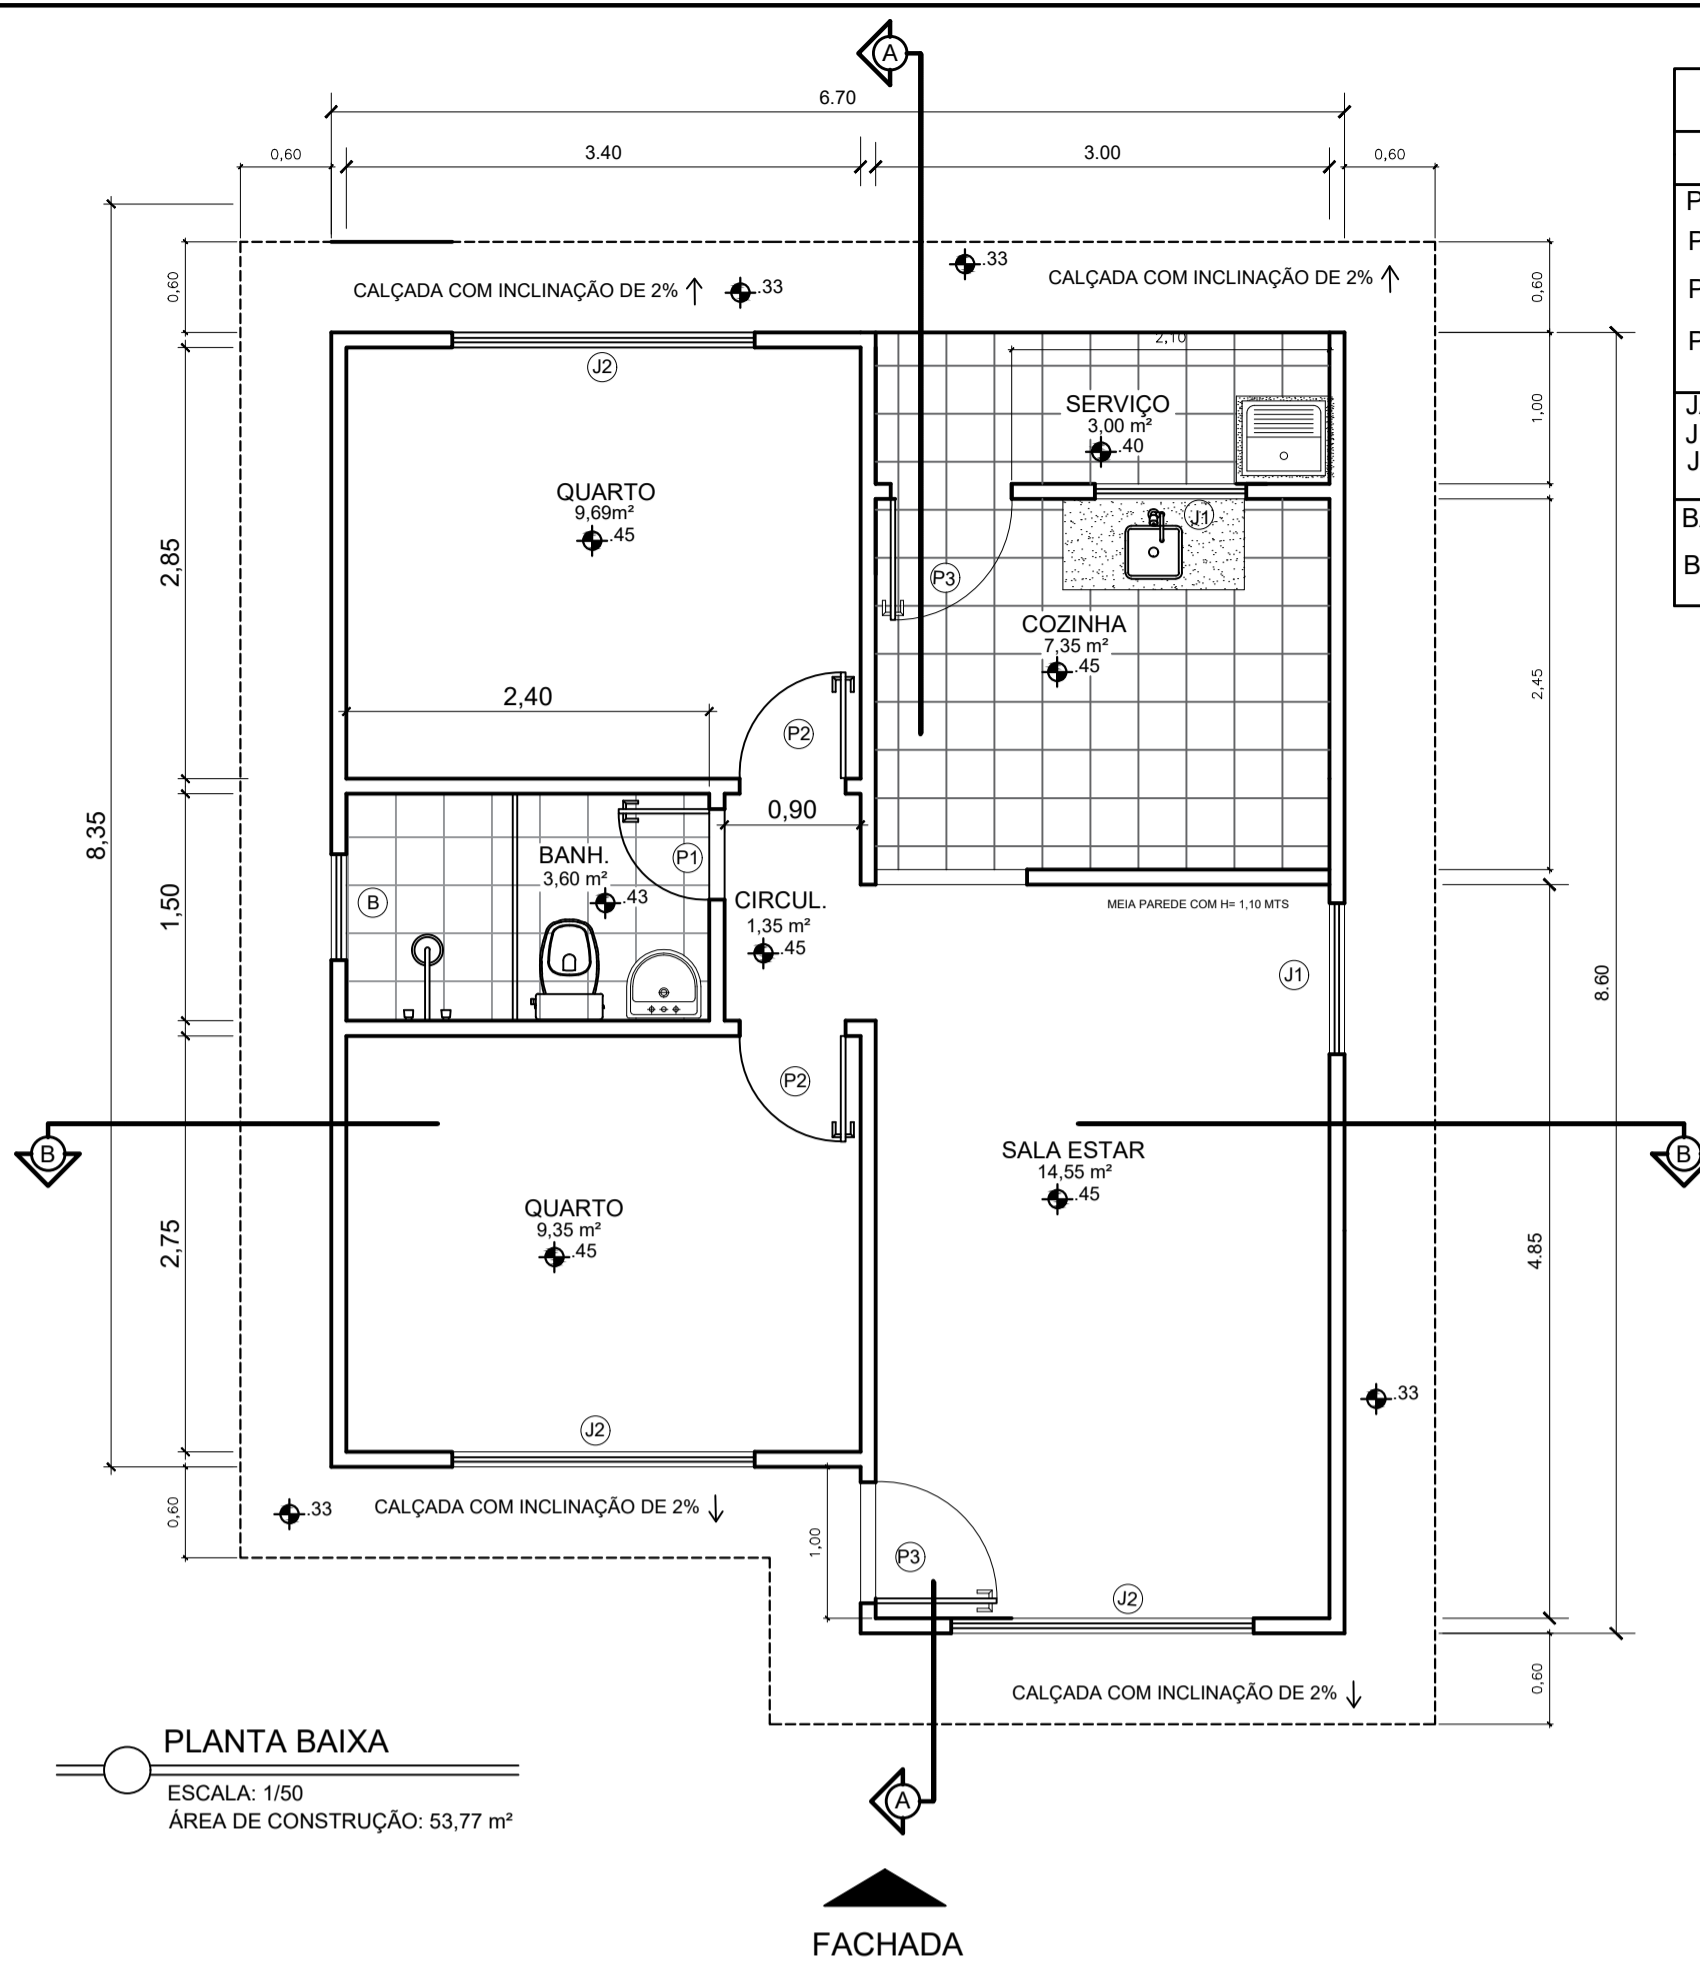 A
6.70
0,60
3.40
3.00
0,60
0,60
CALÇADA COM INCLINAÇÃO DE 2%
.33
.33
CALÇADA COM INCLINAÇÃO DE 2%
0,60
P
P
P
P
J
J
J
B
B
J2
2,10
SERVIÇO
3,00 m²
.40
1,00
QUARTO
9,69m²
.45
J1
P3
COZINHA
7,35 m²
.45
2,85
2,45
2,40
P2
8,35
0,90
BANH.
3,60 m²
.43
P1
B
1,50
CIRCUL.
1,35 m²
.45
MEIA PAREDE COM H= 1,10 MTS
J1
8.60
P2
B
B
SALA ESTAR
14,55 m²
.45
QUARTO
9,35 m²
.45
2,75
4.85
.33
J2
0,60
.33
CALÇADA COM INCLINAÇÃO DE 2%
1,00
P3
J2
CALÇADA COM INCLINAÇÃO DE 2%
0,60
PLANTA BAIXA
ESCALA: 1/50
ÁREA DE CONSTRUÇÃO: 53,77 m²
A
FACHADA